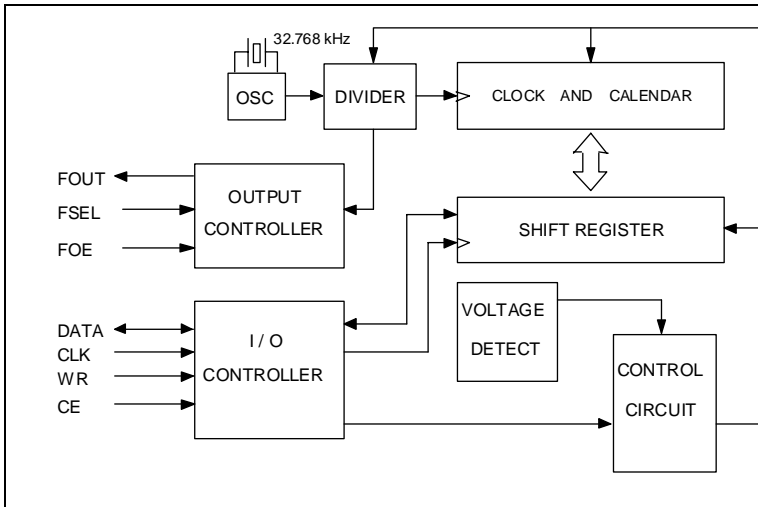 32.768 kHz
OSC
DIVIDER
CLOCK AND CALENDAR
FOUT
FSEL
FOE
OUTPUT
CONTROLLER
SHIFT REGISTER
DATA
CLK
WR
CE
I / O
CONTROLLER
VOLTAGE
DETECT
CONTROL
CIRCUIT